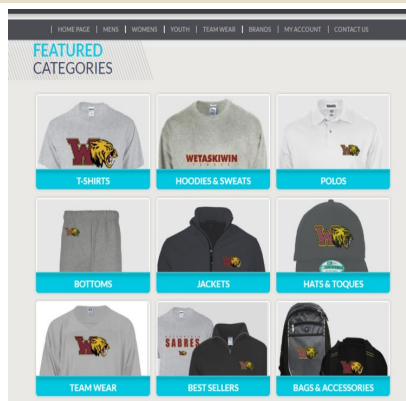 HOME PAGE | MENS | WOMENS | YOUTH | TEAM WEAR | BRANDS | MY ACCOUNT | CONTACT US
FEATURED
CATEGORIES
W
WETASKIWIN
W
T-SHIRTS
HOODIES & SWEATS
POLOS
W
W
BOTTOMS
JACKETS
HATS & TOQUES
W
SABRES
TEAM WEAR
BEST SELLERS
BAGS & ACCESSORIES